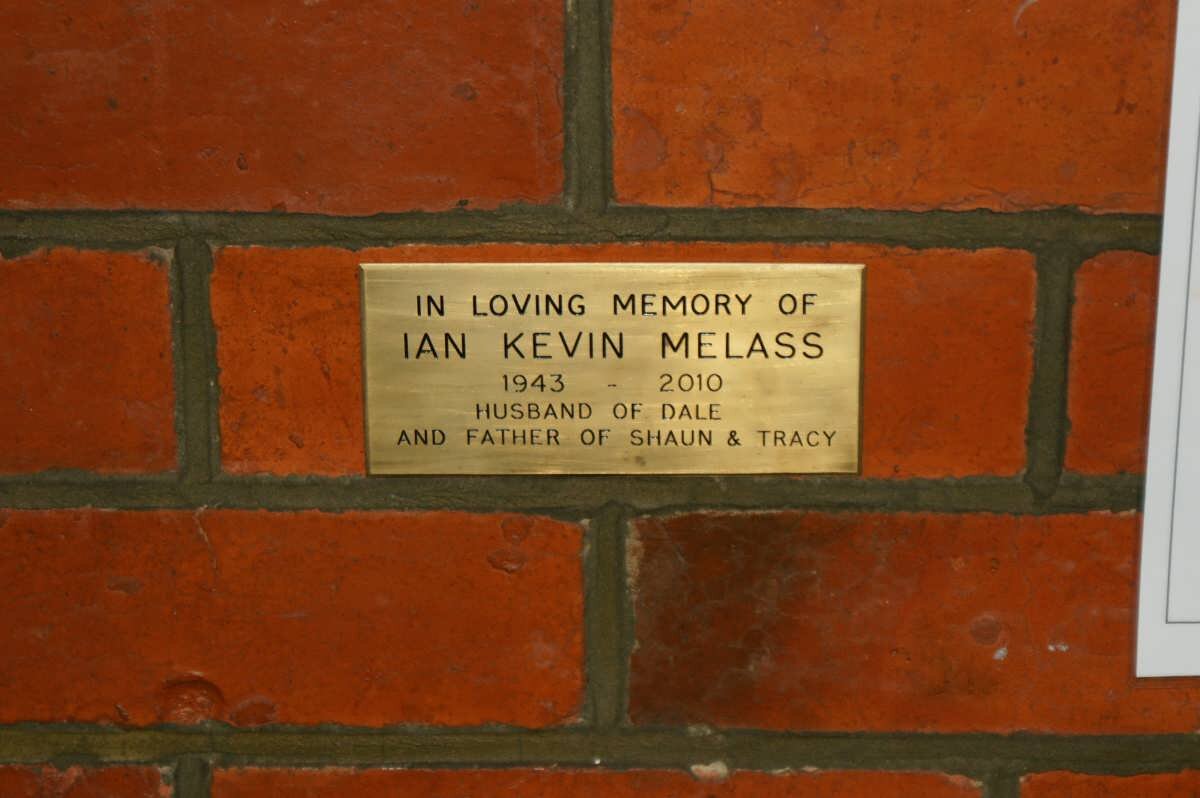 IN LOVING MEMORY OF
IAN KEVIN MELASS
1943 - 2010
HUSBAND OF DALE
AND FATHER OF SHAUN & TRACY